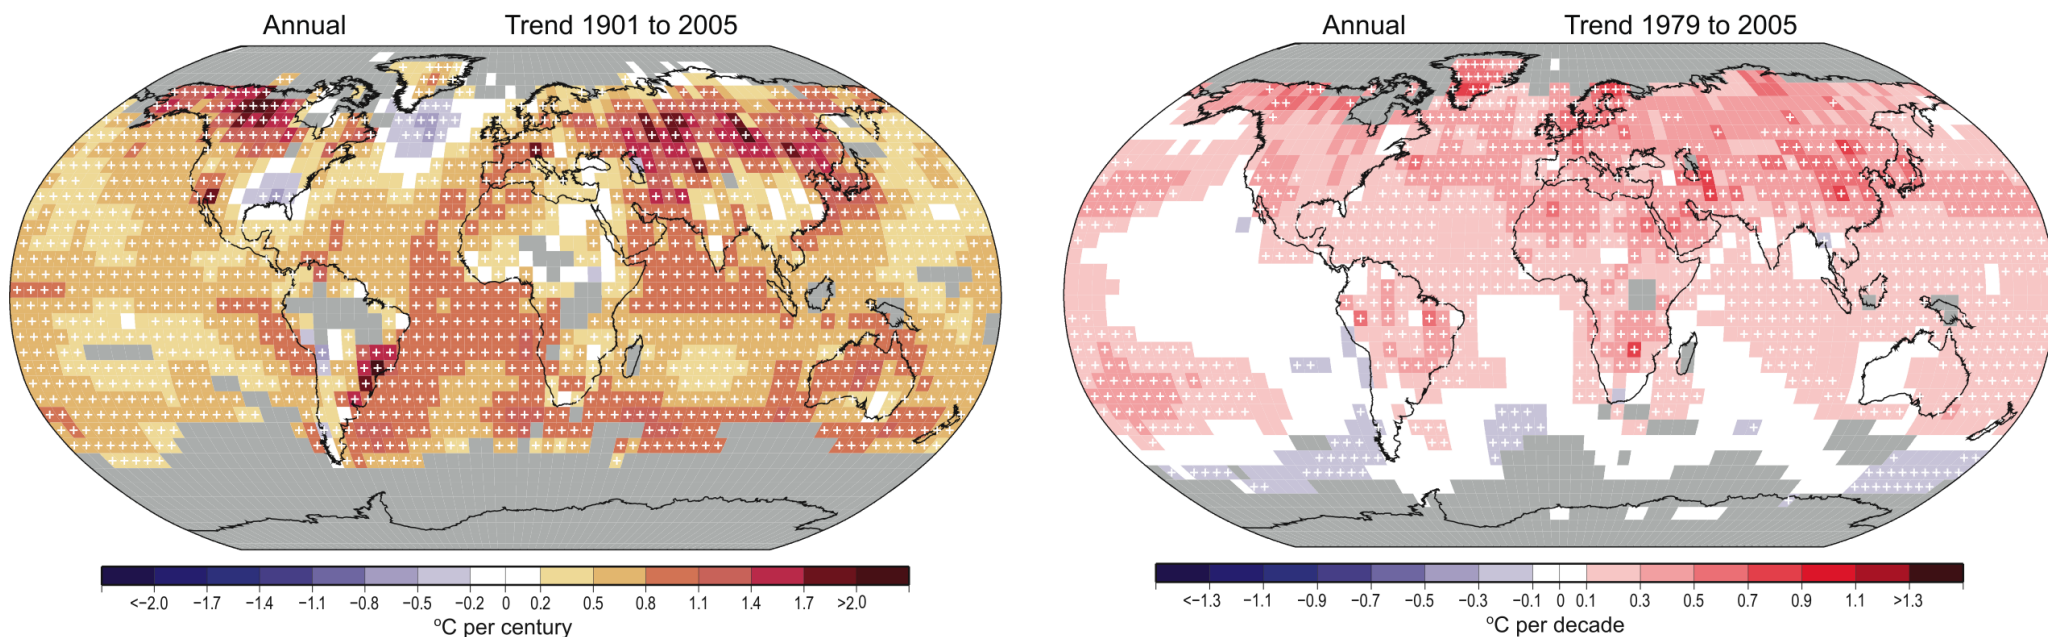 Annual Trend 1901 to 2005
<-2.0 −1.7 −1.4 −1.1 −0.8 −0.5 −0.2 0 0.2 0.5 0.8 1.1 1.4 1.7 >2.0
°C per century
Annual Trend 1979 to 2005
<−1.3 −1.1 −0.9 −0.7 −0.5 −0.3 −0.1 0 0.1 0.3 0.5 0.7 0.9 1.1 >1.3
°C per decade